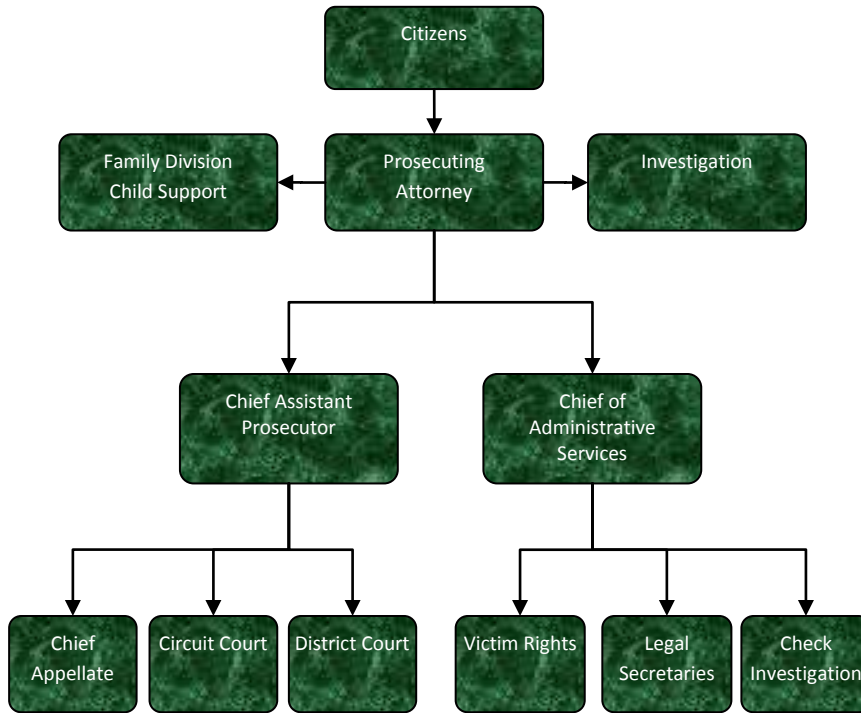 Citizens
Family Division
Child Support
Prosecuting
Attorney
Investigation
Chief Assistant
Prosecutor
Chief of
Administrative
Services
Chief
Appellate
Circuit Court
District Court
Victim Rights
Legal
Secretaries
Check
Investigation